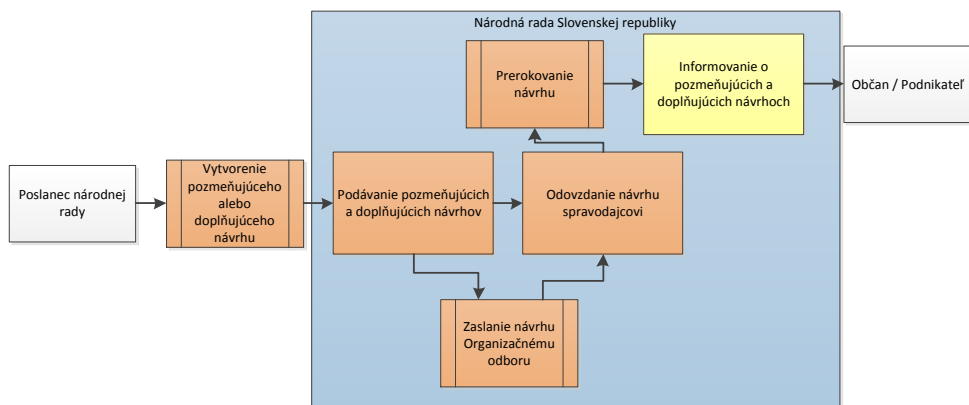 Národná rada Slovenskej republiky
Poslanec národnej
rady
Vytvorenie
pozmeňujúceho
alebo
doplňujúceho
návrhu
Podávanie pozmeňujúcich
a doplňujúcich návrhov
Zaslanie návrhu
Organizačnému
odboru
Odovzdanie návrhu
spravodajcovi
Prerokovanie
návrhu
Informovanie o
pozmeňujúcich a
doplňujúcich návrhoch
Občan / Podnikateľ